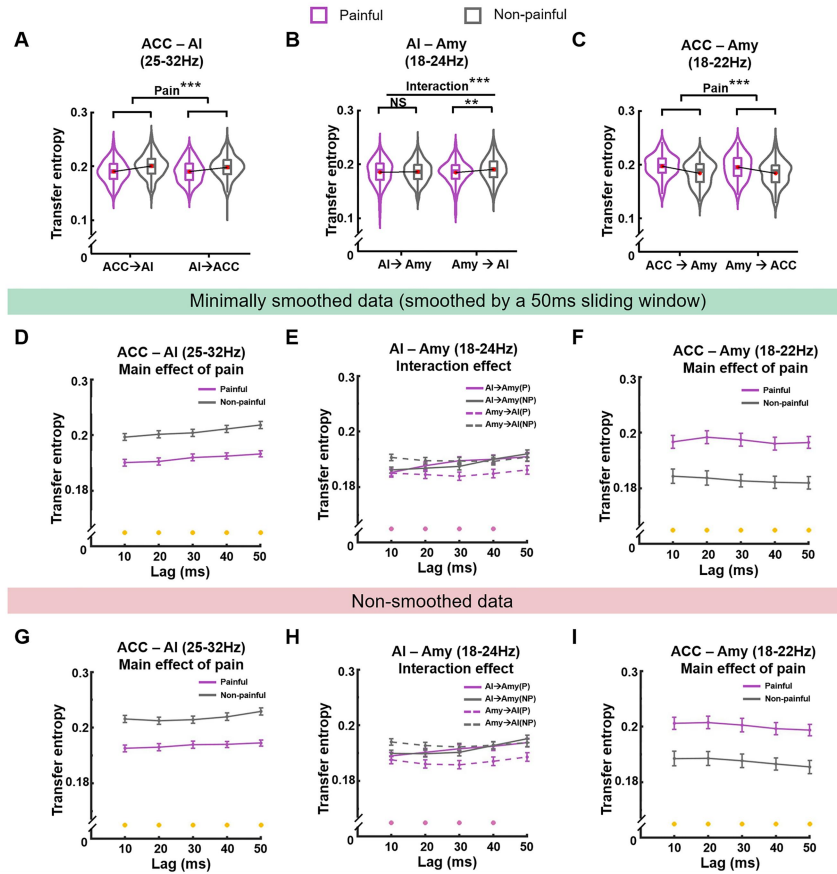 Painful Non-painful
A B C
ACC – AI
(25-32Hz)
AI – Amy
(18-24Hz)
ACC – Amy
(18-22Hz)
Pain***
Interaction***
NS **
Pain***
Transfer entropy
0.3
0.2
0.1
0
ACC→AI AI→ACC
Transfer entropy
0.3
0.2
0.1
0
AI→Amy Amy→AI
Transfer entropy
0.3
0.2
0.1
0
ACC→Amy Amy→ACC
Minimally smoothed data (smoothed by a 50ms sliding window)
D
ACC – AI (25-32Hz)
Main effect of pain
Painful
Non-painful
Transfer entropy
0.3
0.2
0.18
0
10 20 30 40 50
Lag (ms)
E
AI – Amy (18-24Hz)
Interaction effect
AI→Amy(P)
AI→Amy(NP)
Amy→AI(P)
Amy→AI(NP)
Transfer entropy
0.3
0.2
0.18
0
10 20 30 40 50
Lag (ms)
F
ACC – Amy (18-22Hz)
Main effect of pain
Painful
Non-painful
Transfer entropy
0.3
0.2
0.18
0
10 20 30 40 50
Lag (ms)
Non-smoothed data
G
ACC – AI (25-32Hz)
Main effect of pain
Painful
Non-painful
Transfer entropy
0.3
0.2
0.18
0
10 20 30 40 50
Lag (ms)
H
AI – Amy (18-24Hz)
Interaction effect
AI→Amy(P)
AI→Amy(NP)
Amy→AI(P)
Amy→AI(NP)
Transfer entropy
0.3
0.2
0.18
0
10 20 30 40 50
Lag (ms)
I
ACC – Amy (18-22Hz)
Main effect of pain
Painful
Non-painful
Transfer entropy
0.3
0.2
0.18
0
10 20 30 40 50
Lag (ms)